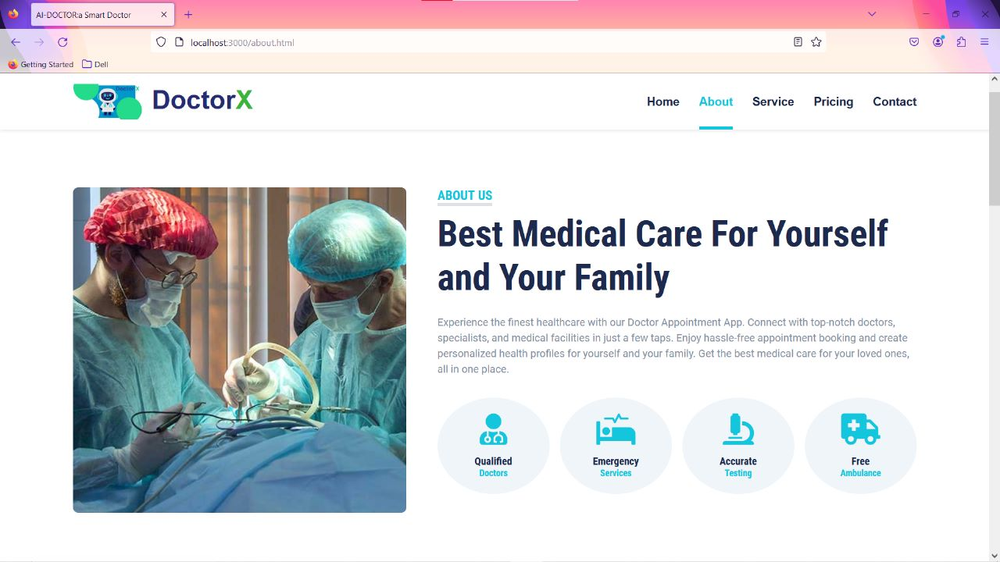 AI-DOCTOR:a Smart Doctor
localhost:3000/about.html
Getting Started Dell
Doctor X
DoctorX
Home About Service Pricing Contact
ABOUT US
Best Medical Care For Yourself
and Your Family
Experience the finest healthcare with our Doctor Appointment App. Connect with top-notch doctors,
specialists, and medical facilities in just a few taps. Enjoy hassle-free appointment booking and create
personalized health profiles for yourself and your family. Get the best medical care for your loved ones,
all in one place.
Qualified Emergency Accurate Free
Doctors Services Testing Ambulance